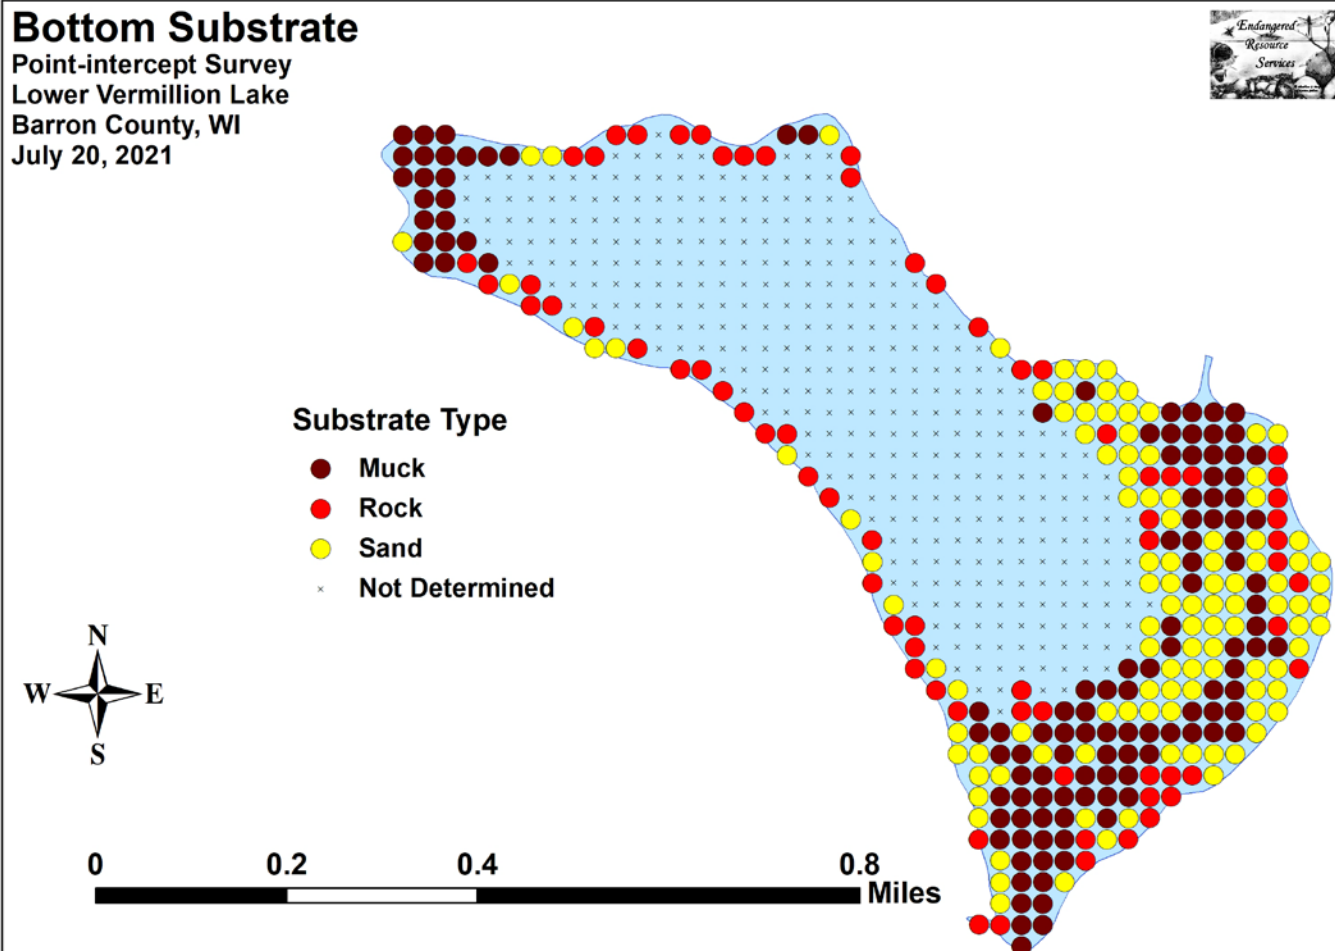 Bottom Substrate
Point-intercept Survey
Lower Vermillion Lake
Barron County, WI
July 20, 2021
Endangered
Resource
Services
Substrate Type
Muck
Rock
Sand
Not Determined
N
W E
S
0 0.2 0.4 0.8
Miles